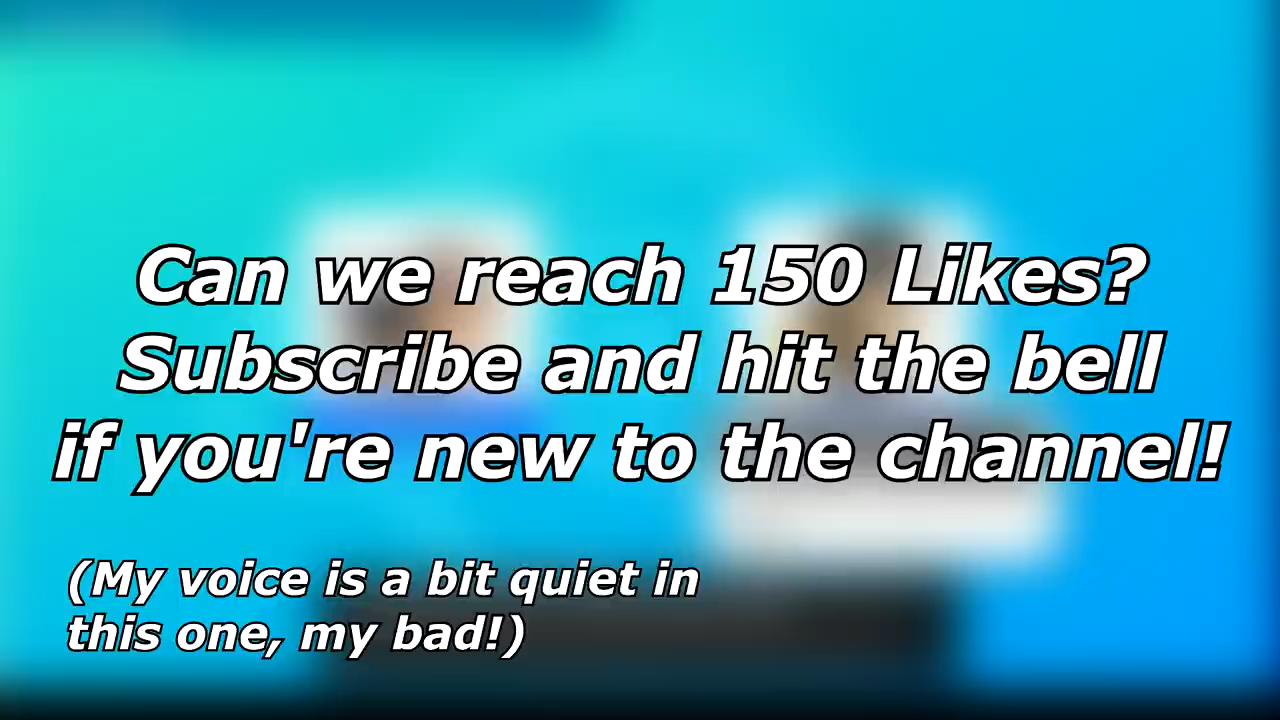 Can we reach 150 Likes?
Subscribe and hit the bell
if you're new to the channel!
(My voice is a bit quiet in
this one, my bad!)